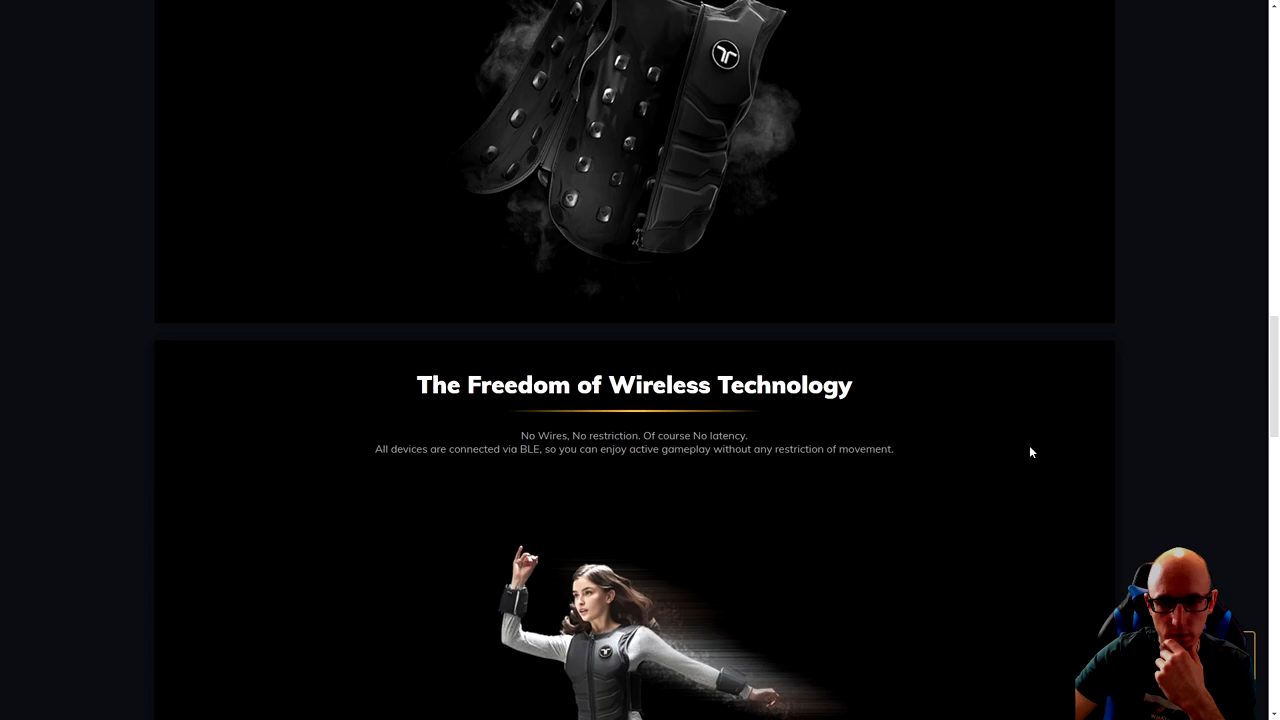 The Freedom of Wireless Technology
No Wires, No restriction. Of course No latency.
All devices are connected via BLE, so you can enjoy active gameplay without any restriction of movement.